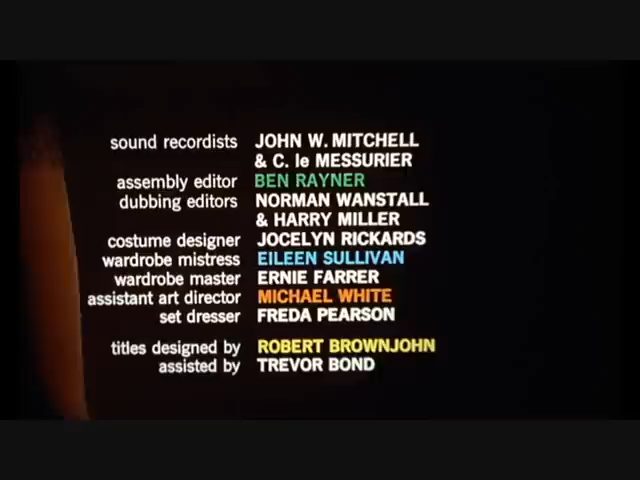 sound recordists JOHN W. MITCHELL
& C. le MESSURIER
assembly editor BEN RAYNER
dubbing editors NORMAN WANSTALL
& HARRY MILLER
costume designer JOCELYN RICKARDS
wardrobe mistress EILEEN SULLIVAN
wardrobe master ERNIE FARRER
assistant art director MICHAEL WHITE
set dresser FREDA PEARSON
titles designed by ROBERT BROWNJOHN
assisted by TREVOR BOND